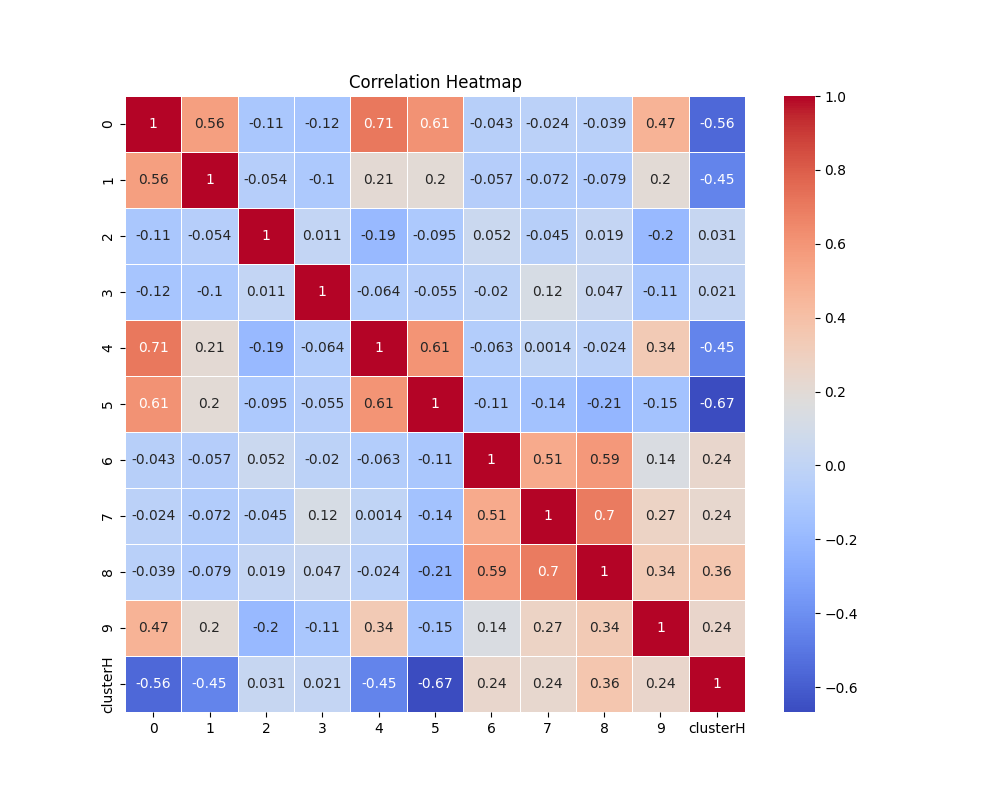 Correlation Heatmap
0 1 0.56 -0.11 -0.12 0.71 0.61 -0.043 -0.024 -0.039 0.47 -0.56
1 0.56 1 -0.054 -0.1 0.21 0.2 -0.057 -0.072 -0.079 0.2 -0.45
2 -0.11 -0.054 1 0.011 -0.19 -0.095 0.052 -0.045 0.019 -0.2 0.031
3 -0.12 -0.1 0.011 1 -0.064 -0.055 -0.02 0.12 0.047 -0.11 0.021
4 0.71 0.21 -0.19 -0.064 1 0.61 -0.063 0.0014 -0.024 0.34 -0.45
5 0.61 0.2 -0.095 -0.055 0.61 1 -0.11 -0.14 -0.21 -0.15 -0.67
6 -0.043 -0.057 0.052 -0.02 -0.063 -0.11 1 0.51 0.59 0.14 0.24
7 -0.024 -0.072 -0.045 0.12 0.0014 -0.14 0.51 1 0.7 0.27 0.24
8 -0.039 -0.079 0.019 0.047 -0.024 -0.21 0.59 0.7 1 0.34 0.36
9 0.47 0.2 -0.2 -0.11 0.34 -0.15 0.14 0.27 0.34 1 0.24
clusterH -0.56 -0.45 0.031 0.021 -0.45 -0.67 0.24 0.24 0.36 0.24 1
0 1 2 3 4 5 6 7 8 9 clusterH
1.0
0.8
0.6
0.4
0.2
0.0
−0.2
−0.4
−0.6